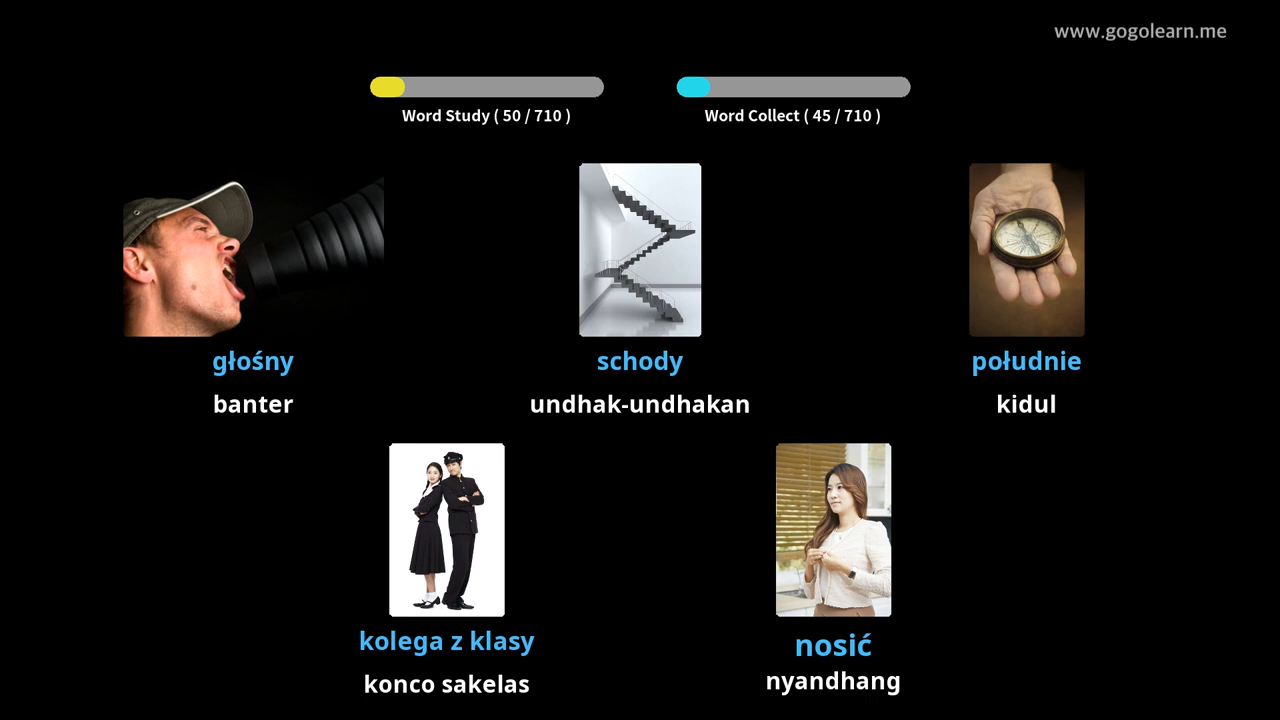 www.gogolearn.me
Word Study ( 50 / 710 )
Word Collect ( 45 / 710 )
głośny
schody
południe
banter
undhak-undhakan
kidul
kolega z klasy
nosić
konco sakelas
nyandhang